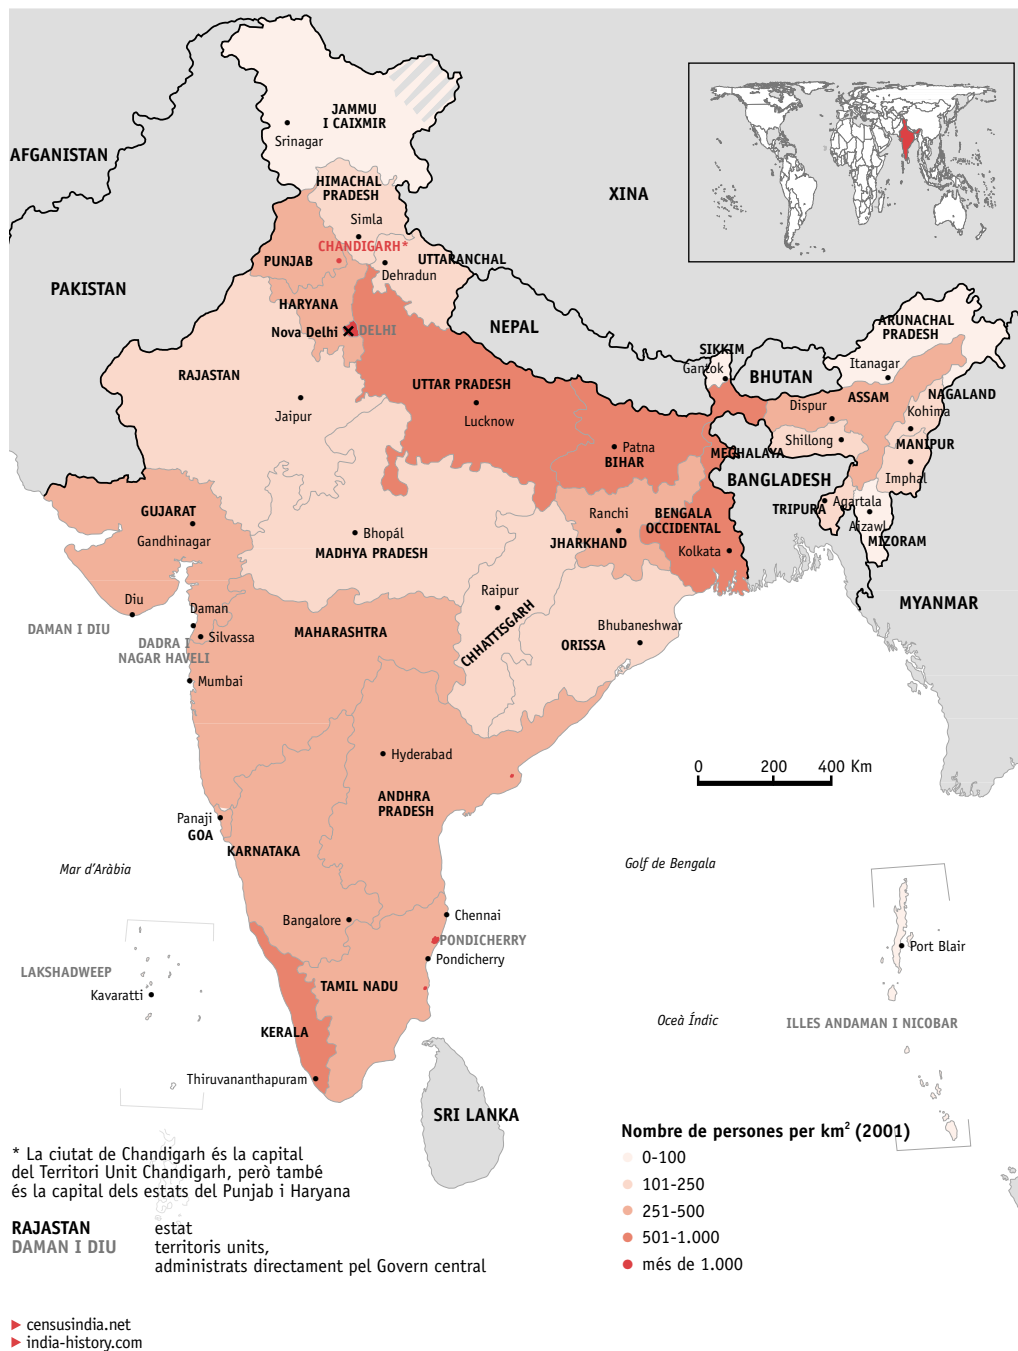 AFGANISTAN
JAMMU
I CAIXMIR
Srinagar
HIMACHAL
PRADESH
Simla
XINA
CHANDIGARH*
PUNJAB
UTTARANCHAL
Dehradun
PAKISTAN
HARYANA
Nova Delhi
DELHI
NEPAL
ARUNACHAL
PRADESH
SIKKIM
Gantok
Itanagar
BHUTAN
RAJASTAN
UTTAR PRADESH
Jaipur
Lucknow
Dispur
ASSAM
NAGALAND
Kohima
Patna
BIHAR
Shillong
MEGHALAYA
MANIPUR
Imphal
BANGLADESH
GUJARAT
Gandhinagar
Bhopál
MADHYA PRADESH
Ranchi
JHARKHAND
BENGALA
OCCIDENTAL
Kolkata
TRIPURA
Agartala
Aizawl
MIZORAM
MYANMAR
Diu
DAMAN I DIU
Daman
Silvassa
DADRA I
NAGAR HAVELI
Mumbai
MAHARASHTRA
Raipur
CHHATTISGARH
Bhubaneshwar
ORISSA
Hyderabad
ANDHRA
PRADESH
0 200 400 Km
Panaji
GOA
KARNATAKA
Mar d'Aràbia
Golf de Bengala
Bangalore
Chennai
PONDICHERRY
Pondicherry
Port Blair
LAKSHADWEEP
Kavaratti
TAMIL NADU
KERALA
Oceà Índic
ILLES ANDAMAN I NICOBAR
Thiruvananthapuram
SRI LANKA
Nombre de persones per km² (2001)
0-100
101-250
251-500
501-1.000
més de 1.000
* La ciutat de Chandigarh és la capital
del Territori Unit Chandigarh, però també
és la capital dels estats del Punjab i Haryana
RAJASTAN estat
DAMAN I DIU territoris units,
administrats directament pel Govern central
censusindia.net
india-history.com